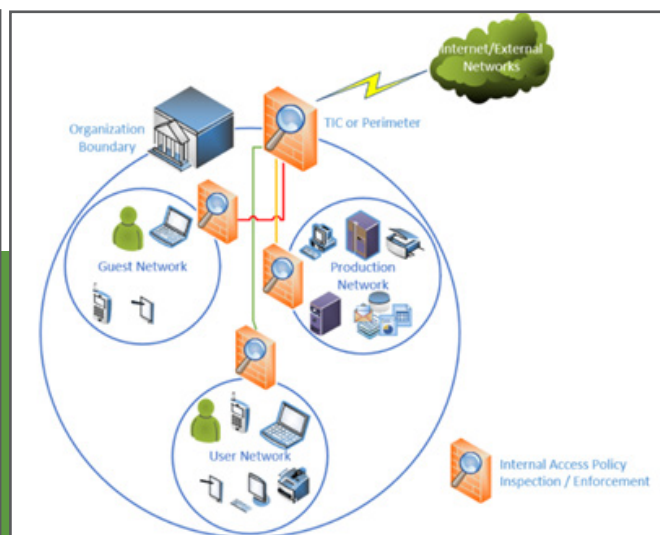 Internet/External
Networks
TIC or Perimeter
Organization
Boundary
Guest Network
Production
Network
User Network
Internal Access Policy
Inspection / Enforcement